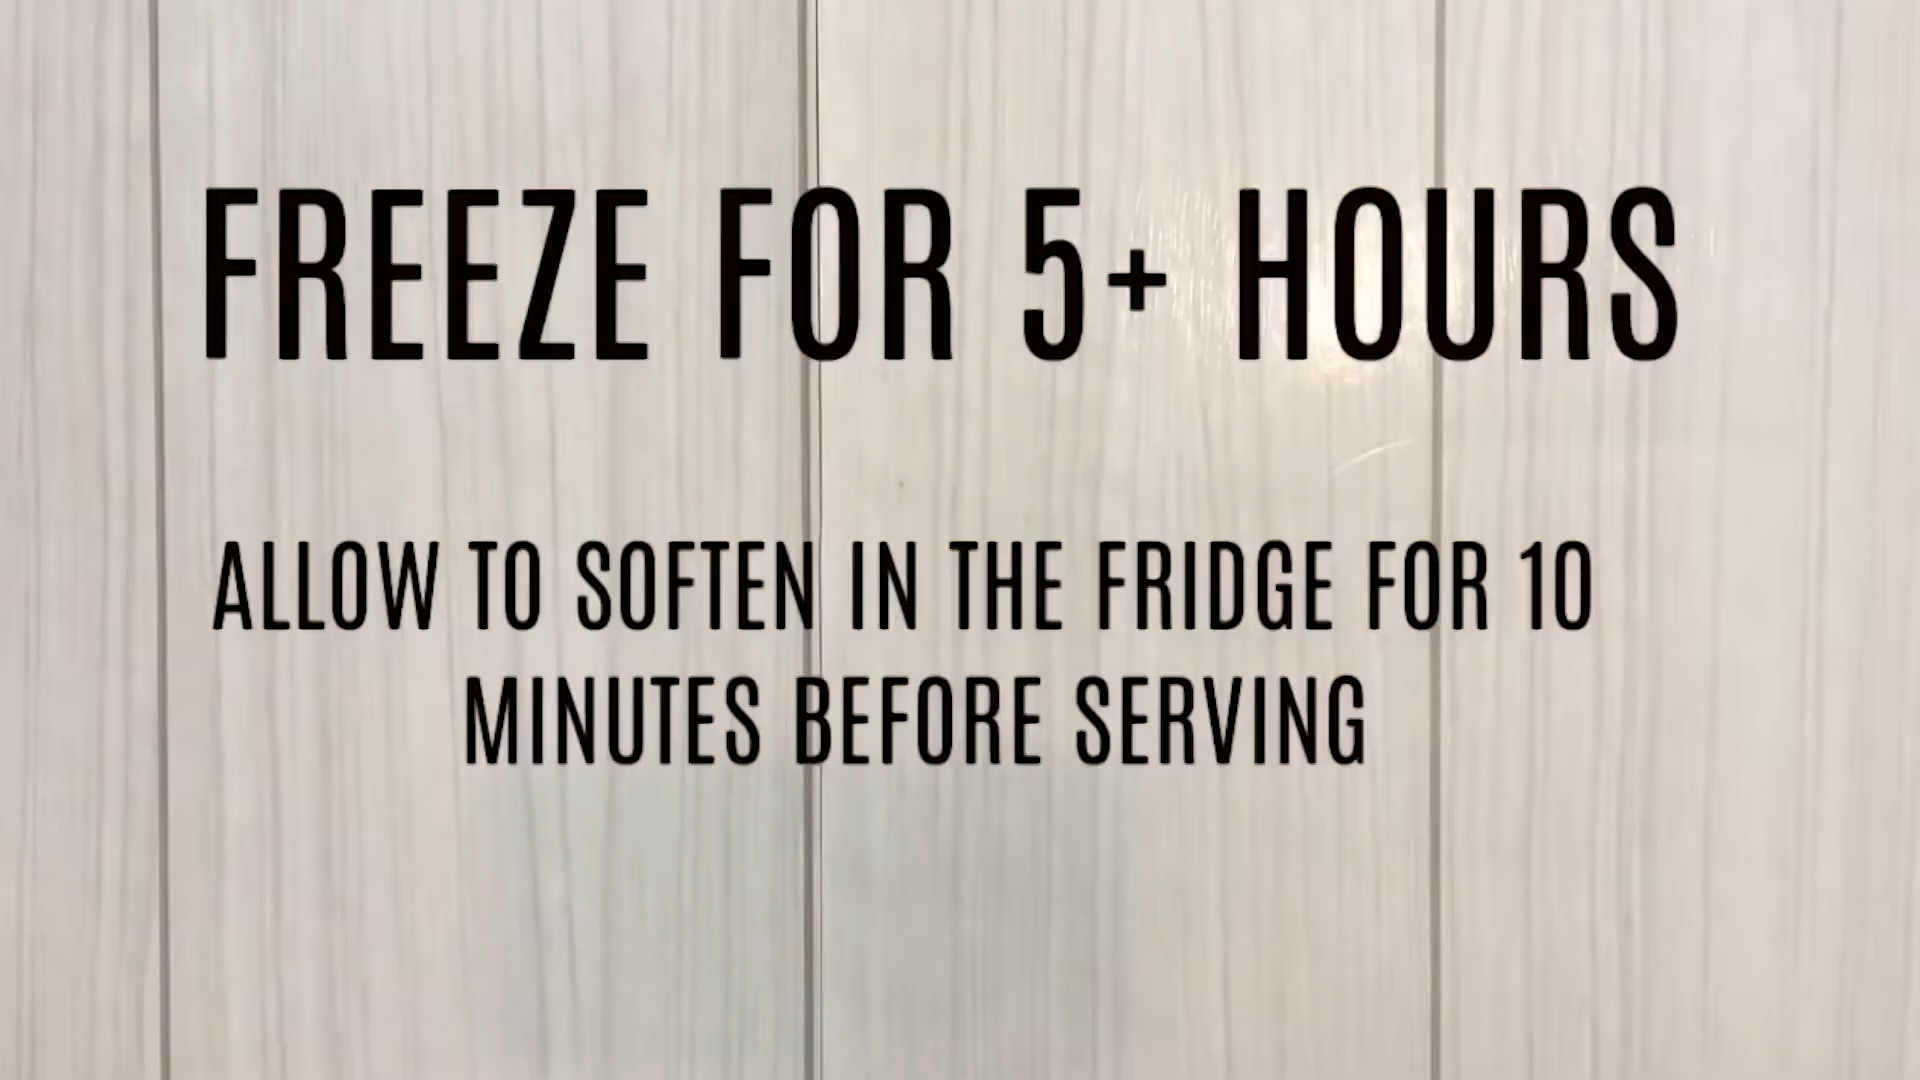 FREEZE FOR 5+ HOURS
ALLOW TO SOFTEN IN THE FRIDGE FOR 10
MINUTES BEFORE SERVING